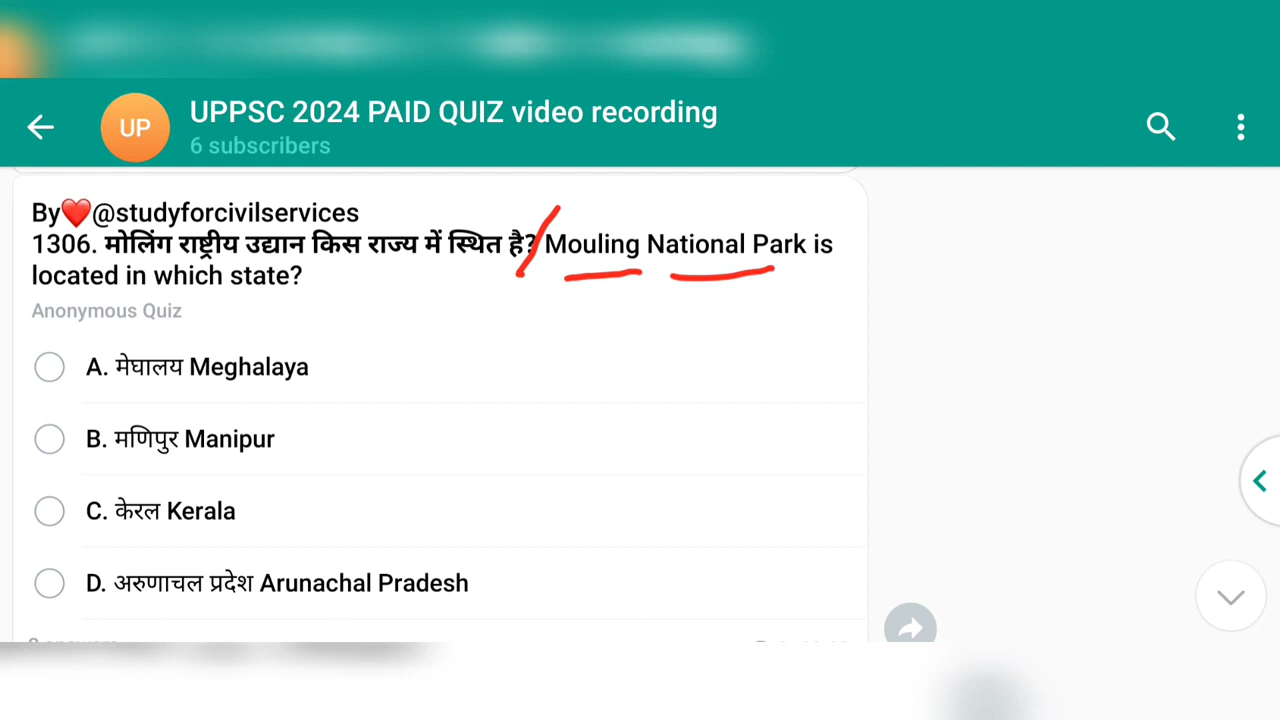 UP
UPPSC 2024 PAID QUIZ video recording
6 subscribers
By❤️@studyforcivilservices
1306. मोलिंग राष्ट्रीय उद्यान किस राज्य में स्थित है? Mouling National Park is
located in which state?
Anonymous Quiz
A. मेघालय Meghalaya
B. मणिपुर Manipur
C. केरल Kerala
D. अरुणाचल प्रदेश Arunachal Pradesh